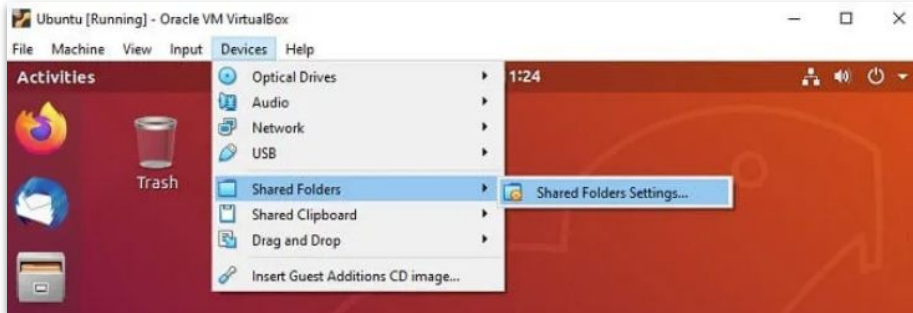 Ubuntu [Running] - Oracle VM VirtualBox
File Machine View Input Devices Help
Activities
1:24
Optical Drives
Audio
Network
USB
Trash
Shared Folders
Shared Folders Settings...
Shared Clipboard
Drag and Drop
Insert Guest Additions CD image...